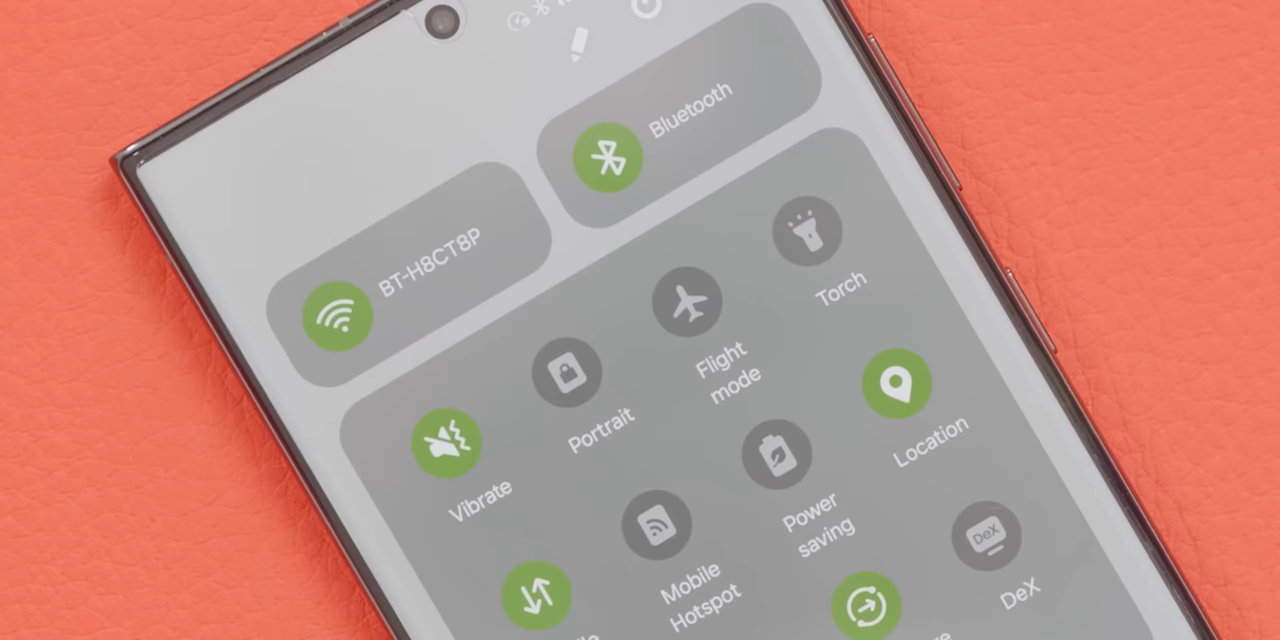 BT-H8CT8P
Bluetooth
Vibrate
Portrait
Flight
mode
Torch
Mobile
Hotspot
Power
saving
Location
DeX
DeX